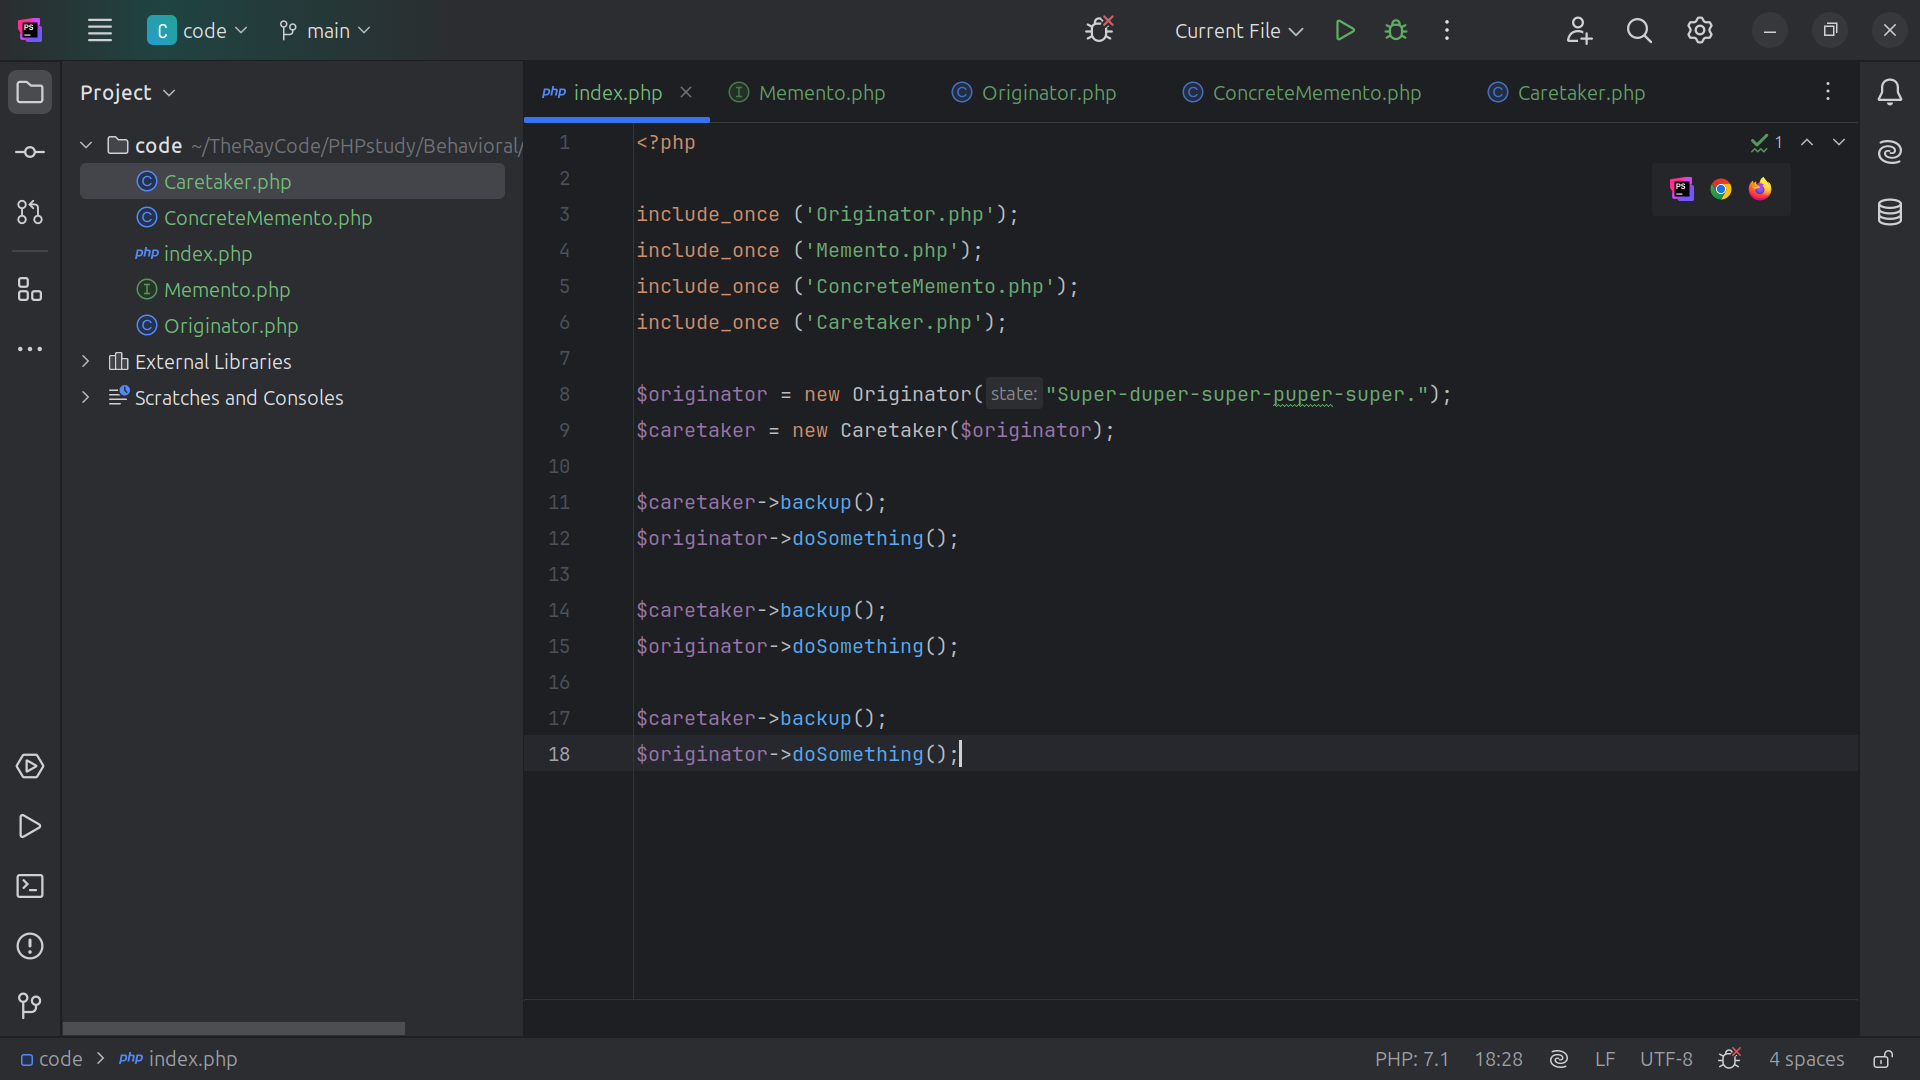 C code main Current File
Project
code ~/TheRayCode/PHPstudy/Behavioral/
Caretaker.php
ConcreteMemento.php
php index.php
Memento.php
Originator.php
External Libraries
Scratches and Consoles
php index.php Memento.php Originator.php ConcreteMemento.php Caretaker.php
1 <?php
2
3 include_once ('Originator.php');
4 include_once ('Memento.php');
5 include_once ('ConcreteMemento.php');
6 include_once ('Caretaker.php');
7
8 $originator = new Originator( state: "Super-duper-super-puper-super.");
9 $caretaker = new Caretaker($originator);
10
11 $caretaker->backup();
12 $originator->doSomething();
13
14 $caretaker->backup();
15 $originator->doSomething();
16
17 $caretaker->backup();
18 $originator->doSomething();
1
code > php index.php
PHP: 7.1 18:28 LF UTF-8 4 spaces